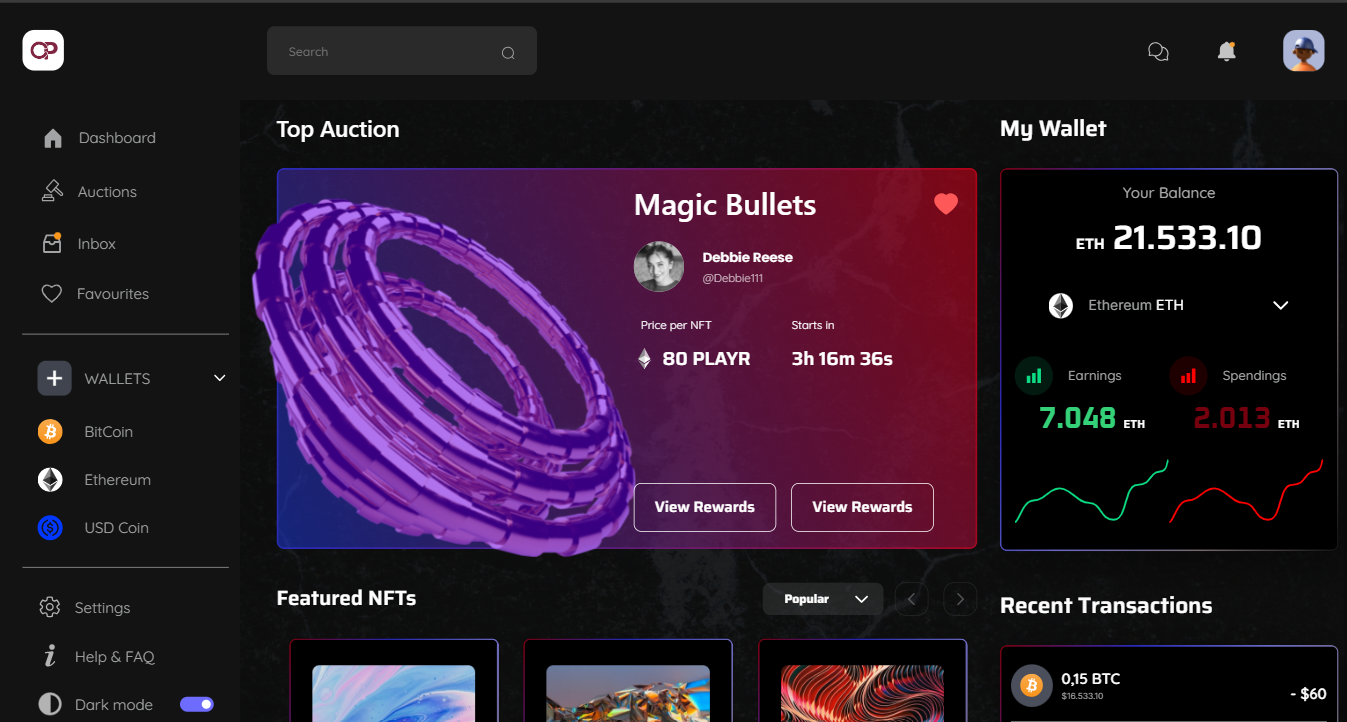 OP
Search
Dashboard
Auctions
Inbox
Favourites
WALLETS
BitCoin
Ethereum
USD Coin
Settings
Help & FAQ
Dark mode
Top Auction
Magic Bullets
Debbie Reese
@Debbie111
Price per NFT
Starts in
80 PLAYR
3h 16m 36s
View Rewards
View Rewards
Featured NFTs
Popular
My Wallet
Your Balance
ETH 21.533.10
Ethereum ETH
Earnings
Spendings
7.048 ETH
2.013 ETH
Recent Transactions
0,15 BTC
$16.533.10
- $60